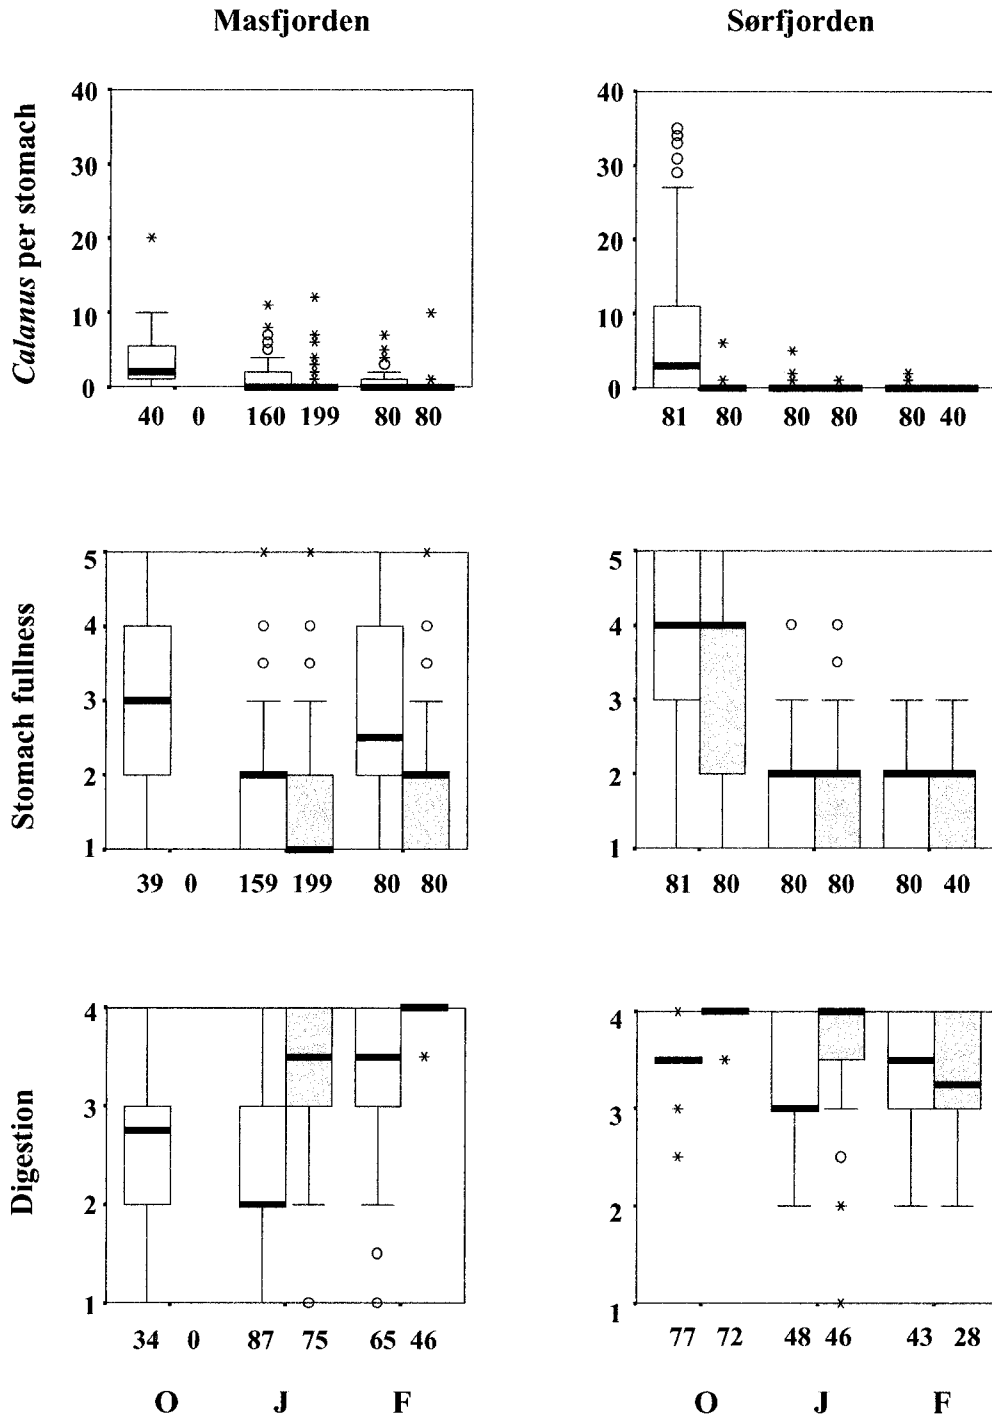 Masfjorden Sørfjorden
Calanus per stomach
40 40
30 30
20 20
10 10
0 0
40 0 160 199 80 80 81 80 80 80 80 40
Stomach fullness
5 5
4 4
3 3
2 2
1 1
39 0 159 199 80 80 81 80 80 80 80 40
Digestion
4 4
3 3
2 2
1 1
34 0 87 75 65 46 77 72 48 46 43 28
O J F O J F